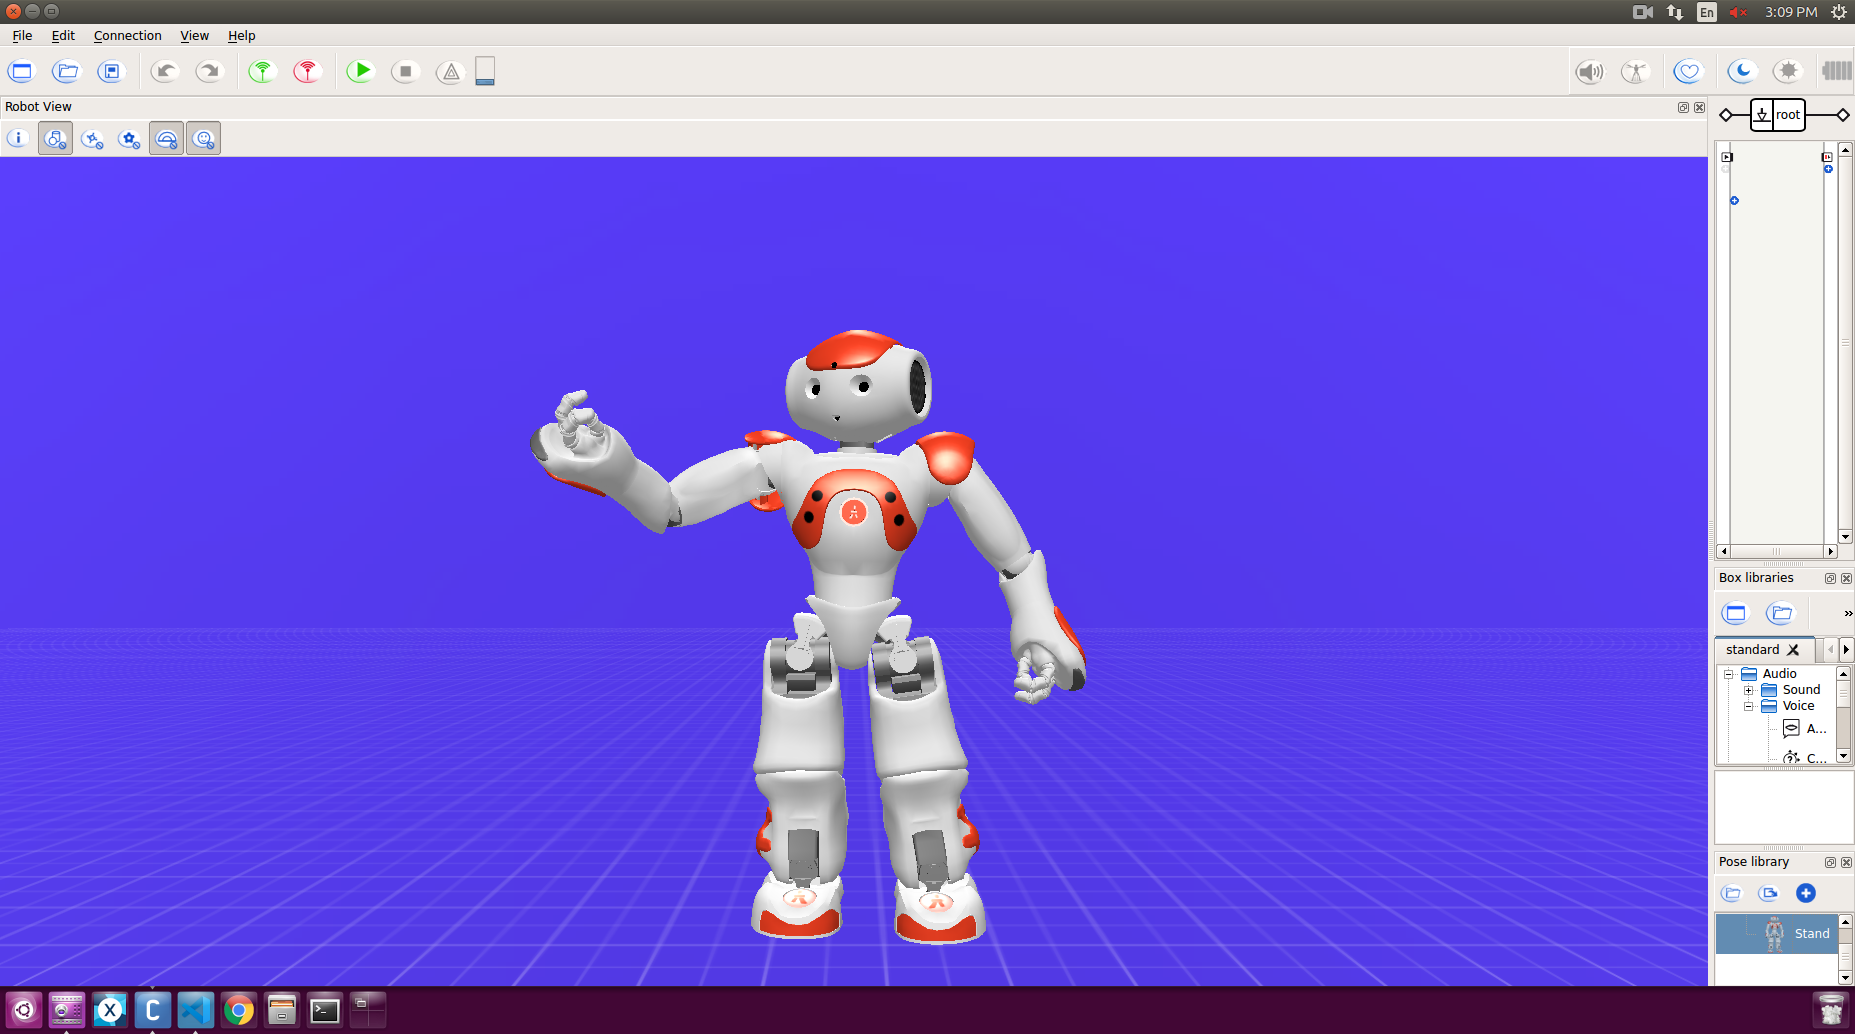 En
3:09 PM
File Edit Connection View Help
Robot View
root
i
Box libraries
»
standard
Audio
Sound
Voice
A...
C...
Pose library
Stand
X
C